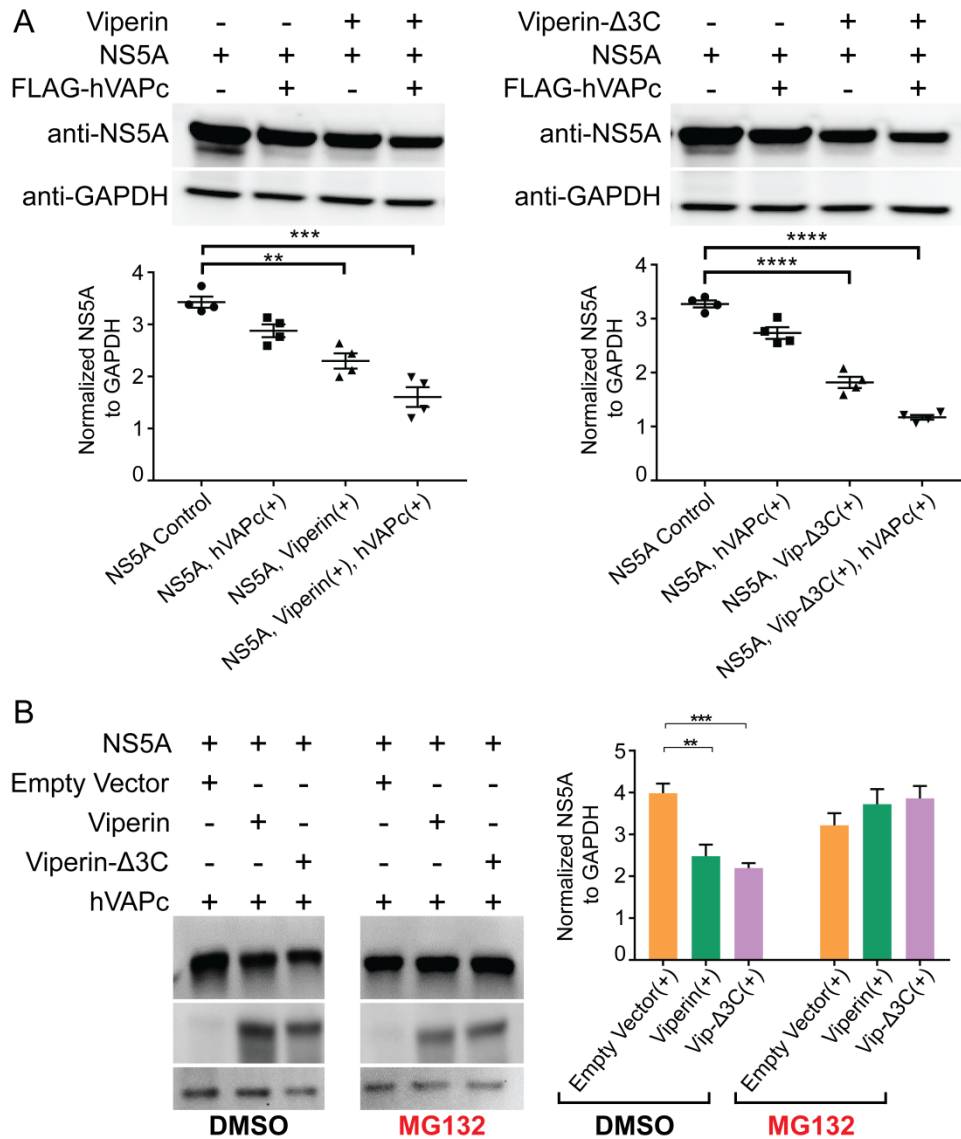 A
Viperin - - + +
NS5A + + + +
FLAG-hVAPc - + - +
anti-NS5A
anti-GAPDH
***
**
4
3
2
1
0
Normalized NS5A
to GAPDH
NS5A Control
NS5A, hVAPc(+)
NS5A, Viperin(+)
NS5A, Viperin(+), hVAPc(+)
Viperin-Δ3C - - + +
NS5A + + + +
FLAG-hVAPc - + - +
anti-NS5A
anti-GAPDH
****
****
4
3
2
1
0
Normalized NS5A
to GAPDH
NS5A Control
NS5A, hVAPc(+)
NS5A, Vip-Δ3C(+)
NS5A, Vip-Δ3C(+), hVAPc(+)
B
NS5A + + + + + +
Empty Vector + - - + - -
Viperin - + - - + -
Viperin-Δ3C - - + - - +
hVAPc + + + + + +
DMSO MG132
***
**
5
4
3
2
1
0
Normalized NS5A
to GAPDH
Empty Vector(+)
Viperin(+)
Vip-Δ3C(+)
Empty Vector(+)
Viperin(+)
Vip-Δ3C(+)
DMSO MG132